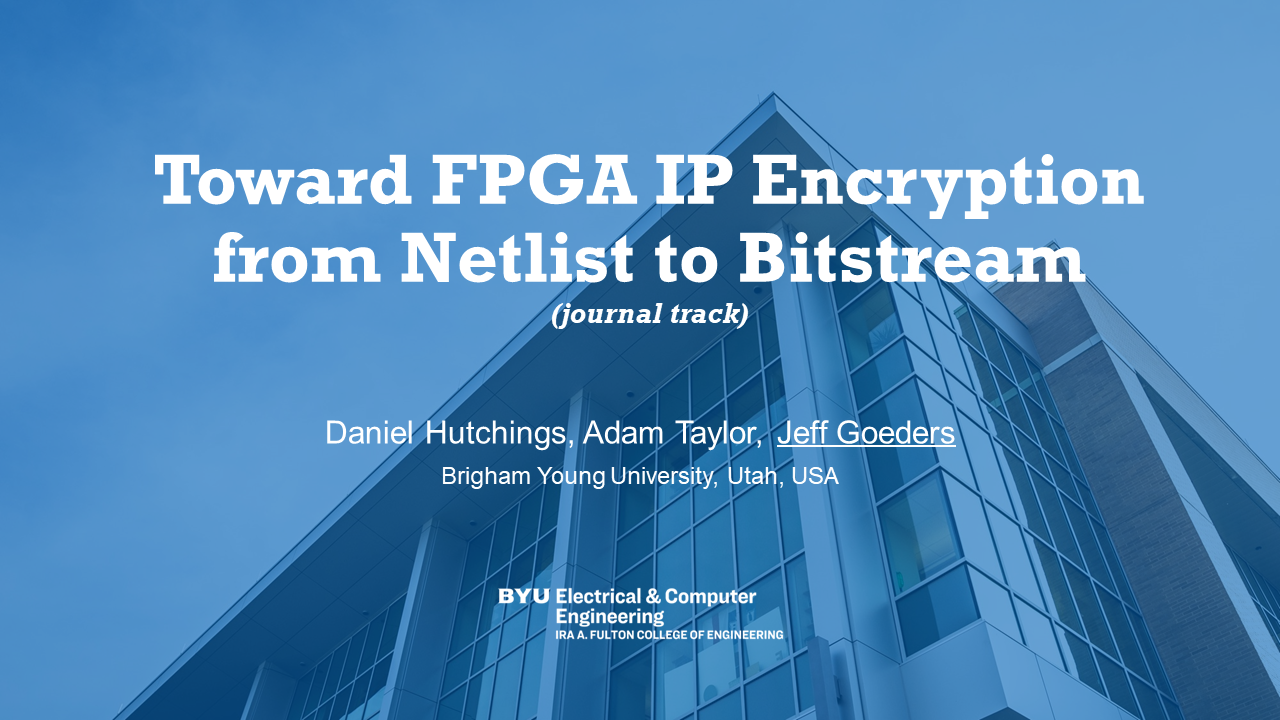 Toward FPGA IP Encryption
from Netlist to Bitstream
(journal track)
Daniel Hutchings, Adam Taylor, Jeff Goeders
Brigham Young University, Utah, USA
BYU Electrical & Computer
Engineering
IRA A. FULTON COLLEGE OF ENGINEERING